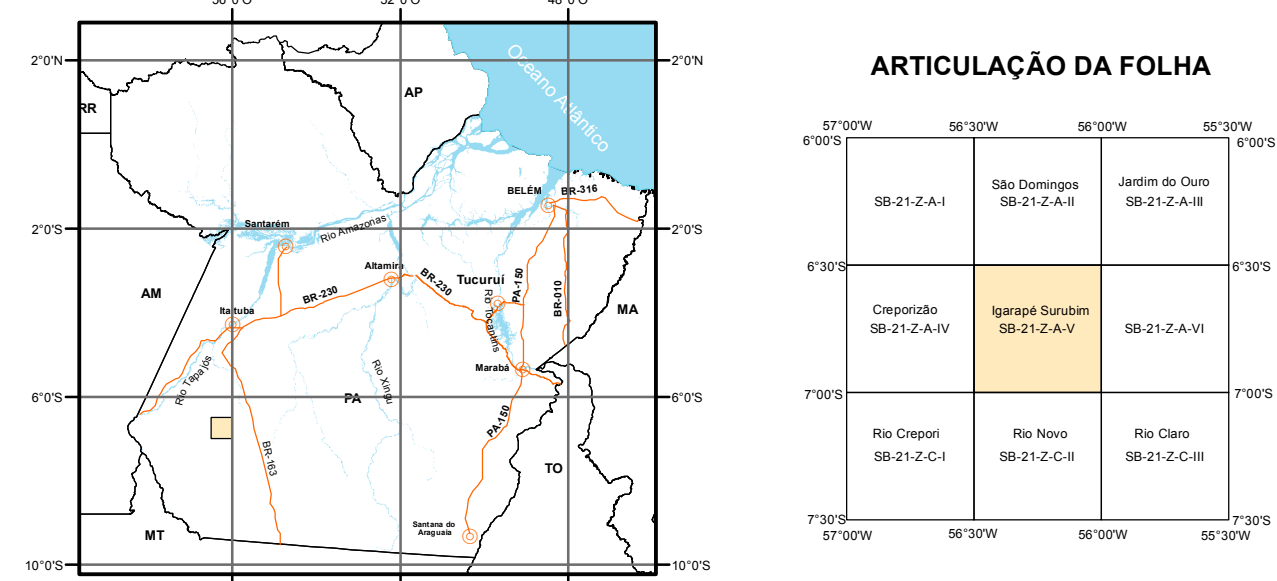 56°0'O 52°0'O 48°0'O
2°0'N 2°0'N
Oceano Atlântico
RR
AP
BELÉM
BR-316
Santarém
2°0'S 2°0'S
Rio Amazonas
Altamira
BR-230
BR-230
Tucuruí
PA-150
BR-010
AM
Itaituba
Rio Tocantins
MA
Rio Tapajós
Rio Xingu
Marabá
6°0'S 6°0'S
PA
PA-150
BR-163
TO
MT
Santana do
Araguaia
10°0'S 10°0'S
ARTICULAÇÃO DA FOLHA
57°00'W 56°30'W 56°00'W 55°30'W
6°00'S 6°00'S
SB-21-Z-A-I
São Domingos
SB-21-Z-A-II
Jardim do Ouro
SB-21-Z-A-III
6°30'S 6°30'S
Creporizão
SB-21-Z-A-IV
Igarapé Surubim
SB-21-Z-A-V
SB-21-Z-A-VI
7°00'S 7°00'S
Rio Crepori
SB-21-Z-C-I
Rio Novo
SB-21-Z-C-II
Rio Claro
SB-21-Z-C-III
7°30'S 7°30'S
57°00'W 56°30'W 56°00'W 55°30'W